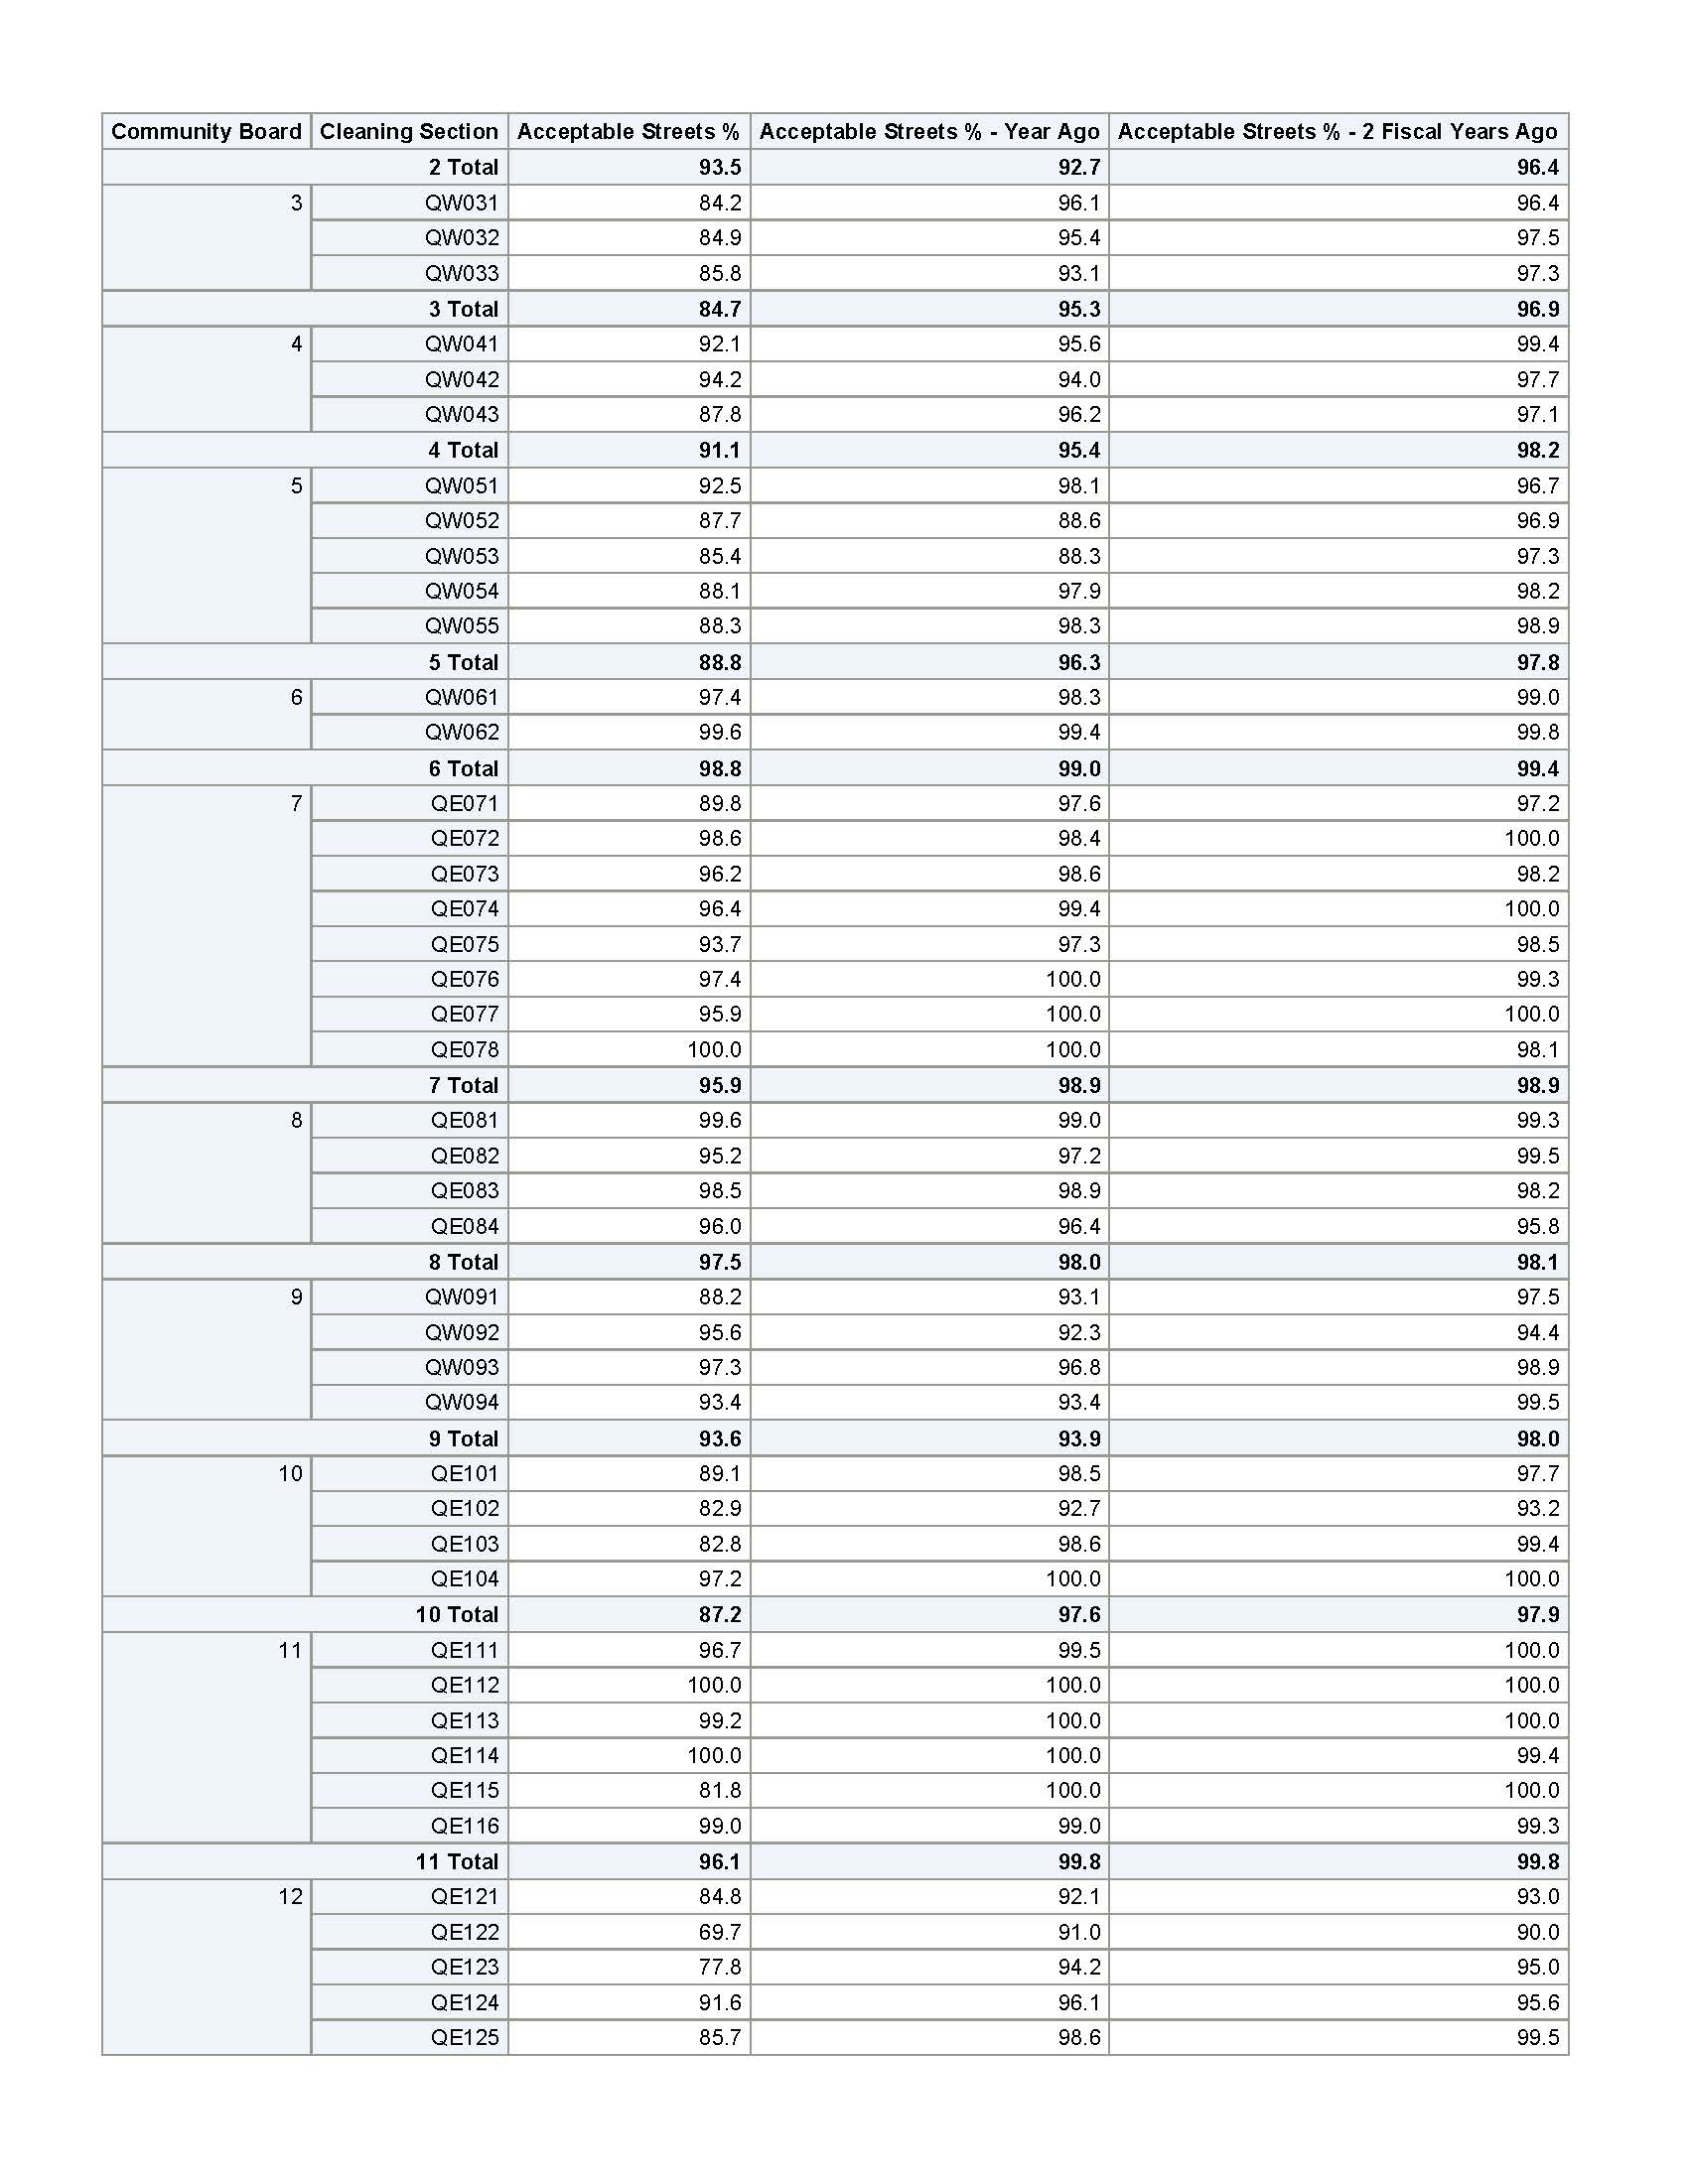 Community Board Cleaning Section Acceptable Streets % Acceptable Streets % - Year Ago Acceptable Streets % - 2 Fiscal Years Ago
2 Total 93.5 92.7 96.4
3 QW031 84.2 96.1 96.4
QW032 84.9 95.4 97.5
QW033 85.8 93.1 97.3
3 Total 84.7 95.3 96.9
4 QW041 92.1 95.6 99.4
QW042 94.2 94.0 97.7
QW043 87.8 96.2 97.1
4 Total 91.1 95.4 98.2
5 QW051 92.5 98.1 96.7
QW052 87.7 88.6 96.9
QW053 85.4 88.3 97.3
QW054 88.1 97.9 98.2
QW055 88.3 98.3 98.9
5 Total 88.8 96.3 97.8
6 QW061 97.4 98.3 99.0
QW062 99.6 99.4 99.8
6 Total 98.8 99.0 99.4
7 QE071 89.8 97.6 97.2
QE072 98.6 98.4 100.0
QE073 96.2 98.6 98.2
QE074 96.4 99.4 100.0
QE075 93.7 97.3 98.5
QE076 97.4 100.0 99.3
QE077 95.9 100.0 100.0
QE078 100.0 100.0 98.1
7 Total 95.9 98.9 98.9
8 QE081 99.6 99.0 99.3
QE082 95.2 97.2 99.5
QE083 98.5 98.9 98.2
QE084 96.0 96.4 95.8
8 Total 97.5 98.0 98.1
9 QW091 88.2 93.1 97.5
QW092 95.6 92.3 94.4
QW093 97.3 96.8 98.9
QW094 93.4 93.4 99.5
9 Total 93.6 93.9 98.0
10 QE101 89.1 98.5 97.7
QE102 82.9 92.7 93.2
QE103 82.8 98.6 99.4
QE104 97.2 100.0 100.0
10 Total 87.2 97.6 97.9
11 QE111 96.7 99.5 100.0
QE112 100.0 100.0 100.0
QE113 99.2 100.0 100.0
QE114 100.0 100.0 99.4
QE115 81.8 100.0 100.0
QE116 99.0 99.0 99.3
11 Total 96.1 99.8 99.8
12 QE121 84.8 92.1 93.0
QE122 69.7 91.0 90.0
QE123 77.8 94.2 95.0
QE124 91.6 96.1 95.6
QE125 85.7 98.6 99.5